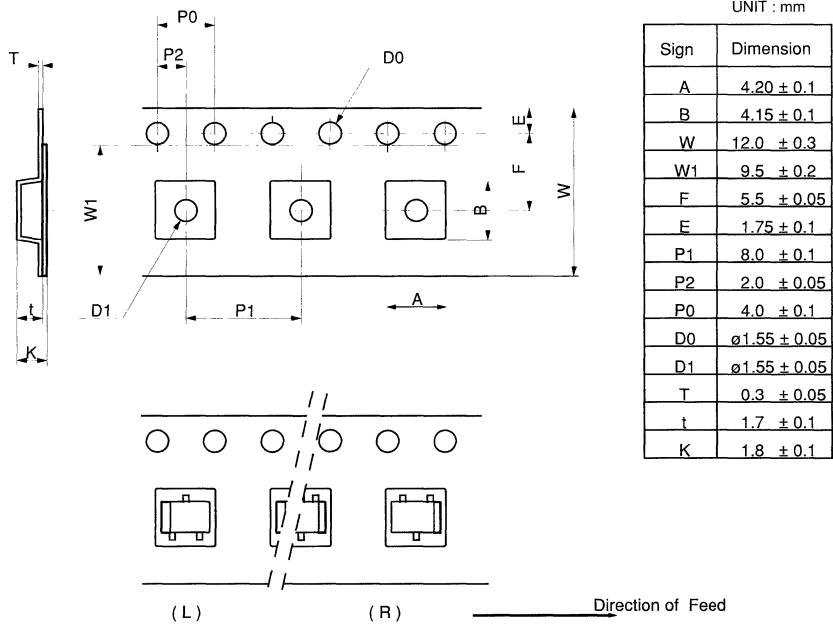 UNIT : mm
Sign Dimension
A 4.20 ± 0.1
B 4.15 ± 0.1
W 12.0 ± 0.3
W1 9.5 ± 0.2
F 5.5 ± 0.05
E 1.75 ± 0.1
P1 8.0 ± 0.1
P2 2.0 ± 0.05
P0 4.0 ± 0.1
D0 ø1.55 ± 0.05
D1 ø1.55 ± 0.05
T 0.3 ± 0.05
t 1.7 ± 0.1
K 1.8 ± 0.1
P0
P2
T
D0
E
F
W
W1
B
A
t
D1
P1
K
( L ) ( R )
Direction of Feed